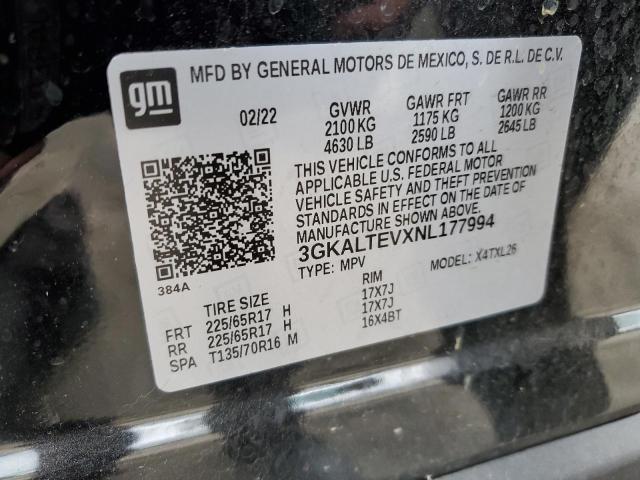 gm
MFD BY GENERAL MOTORS DE MEXICO, S. DE R.L. DE C.V.
02/22 GVWR GAWR FRT GAWR RR
2100 KG 1175 KG 1200 KG
4630 LB 2590 LB 2645 LB
THIS VEHICLE CONFORMS TO ALL
APPLICABLE U.S. FEDERAL MOTOR
VEHICLE SAFETY AND THEFT PREVENTION
STANDARDS IN EFFECT ON THE DATE OF
MANUFACTURE SHOWN ABOVE.
3GKALTEVXNL177994
TYPE: MPV MODEL: X4TXL26
384A
TIRE SIZE RIM
FRT 225/65R17 H 17X7J
RR 225/65R17 H 17X7J
SPA T135/70R16 M 16X4BT